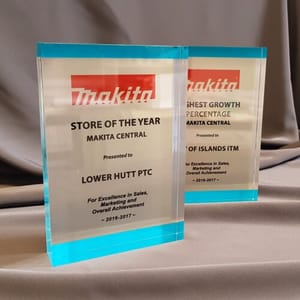 makita
STORE OF THE YEAR
MAKITA CENTRAL
Presented to
LOWER HUTT PTC
For Excellence in Sales,
Marketing and
Overall Achievement
~ 2016-2017 ~
makita
GROWTH
PERCENTAGE
MAKITA CENTRAL
Presented to
OF ISLANDS ITM
For Excellence in Sales,
Marketing and
Overall Achievement
~ 2016-2017 ~